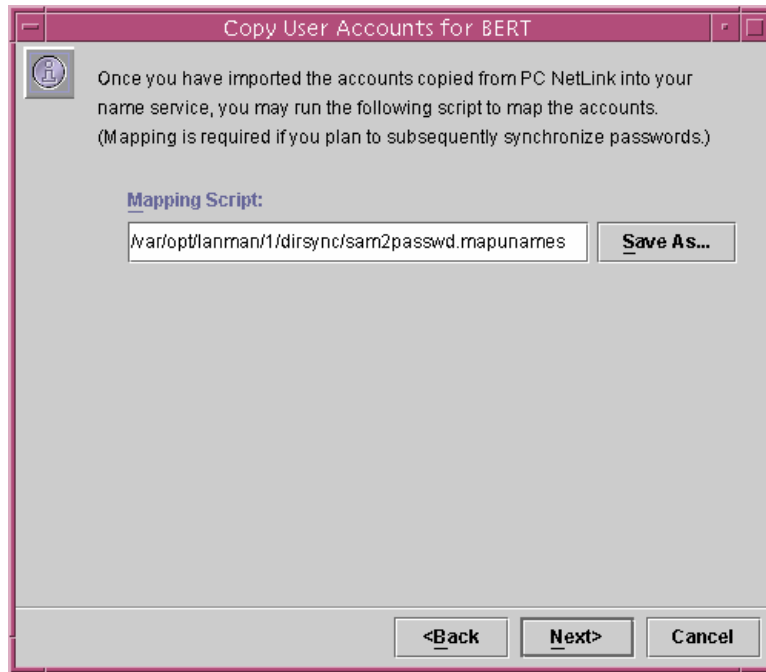 Copy User Accounts for BERT
Once you have imported the accounts copied from PC NetLink into your
name service, you may run the following script to map the accounts.
(Mapping is required if you plan to subsequently synchronize passwords.)
Mapping Script:
/var/opt/lanman/1/dirsync/sam2passwd.mapunames
Save As...
<Back
Next>
Cancel